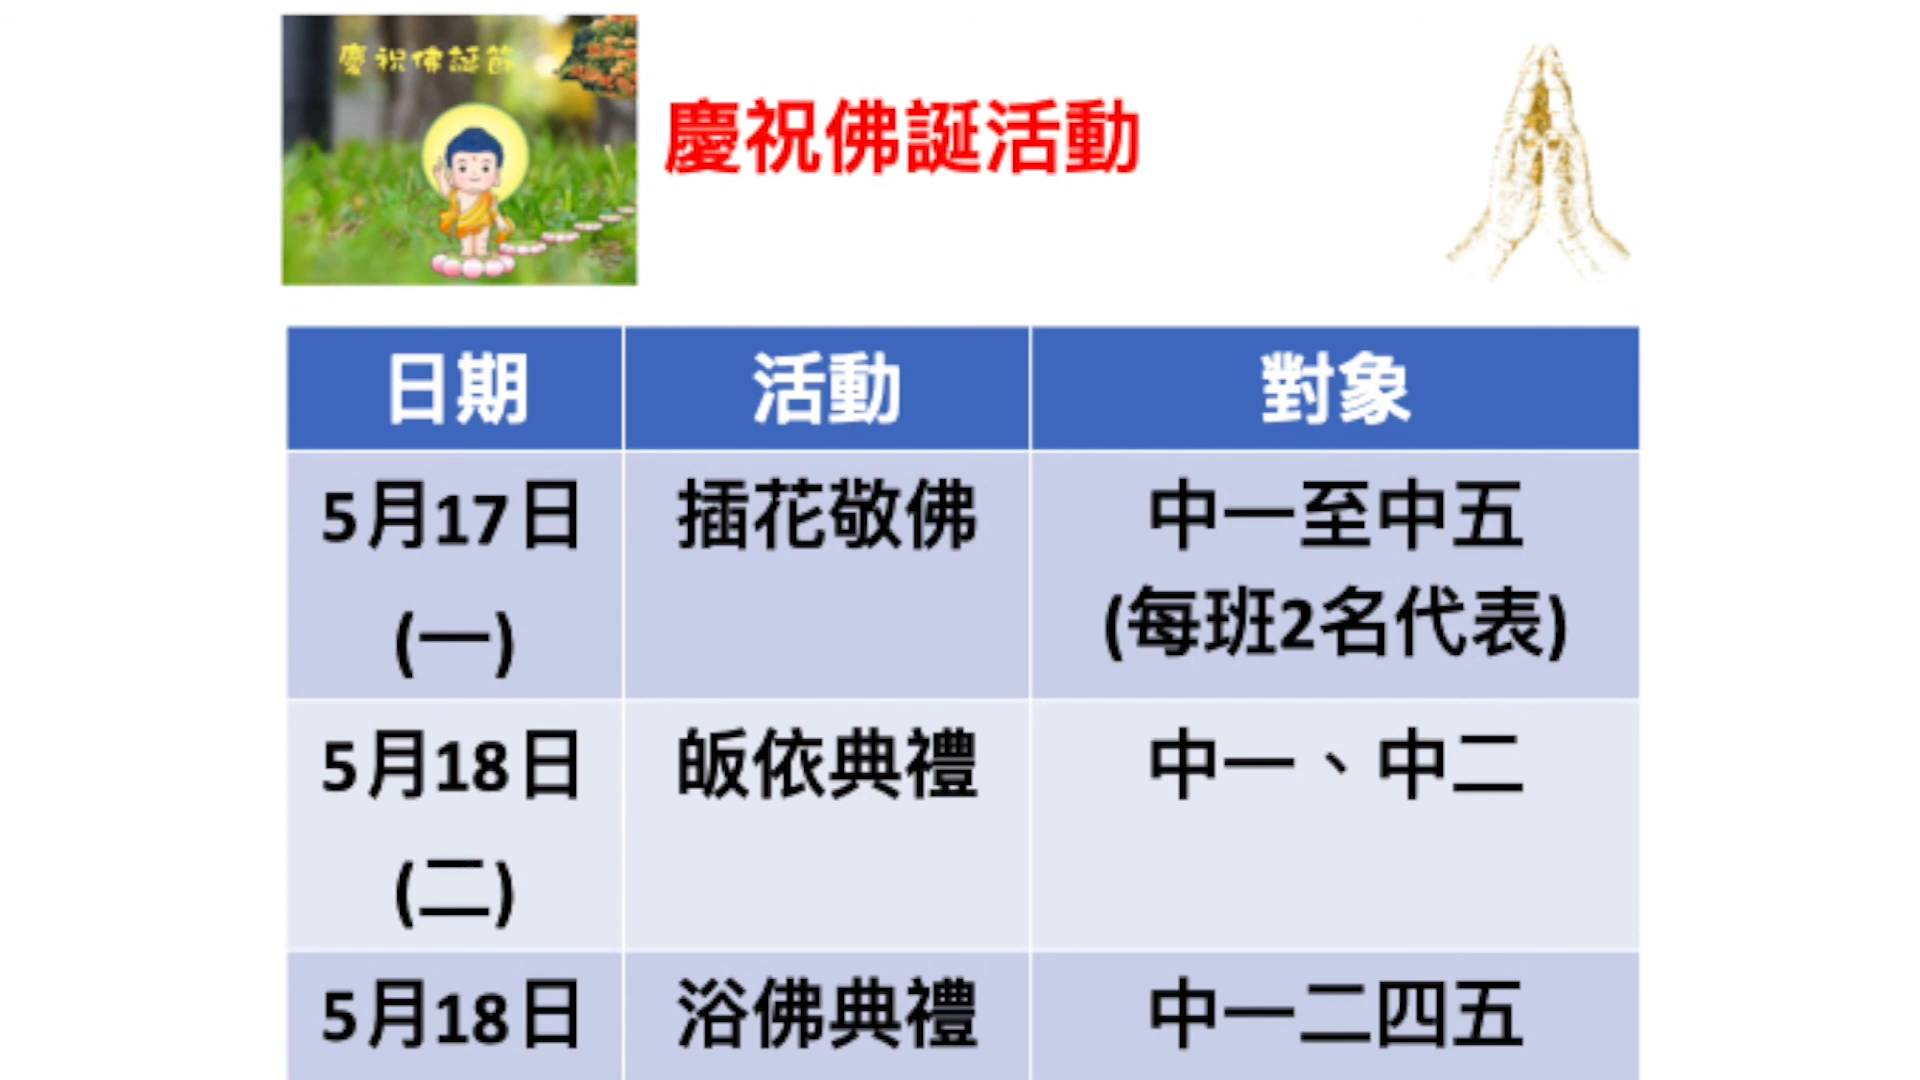 慶祝佛誕節
慶祝佛誕活動
日期 活動 對象
5月17日 插花敬佛 中一至中五
(一) (每班2名代表)
5月18日 皈依典禮 中一、中二
(二)
5月18日 浴佛典禮 中一二四五